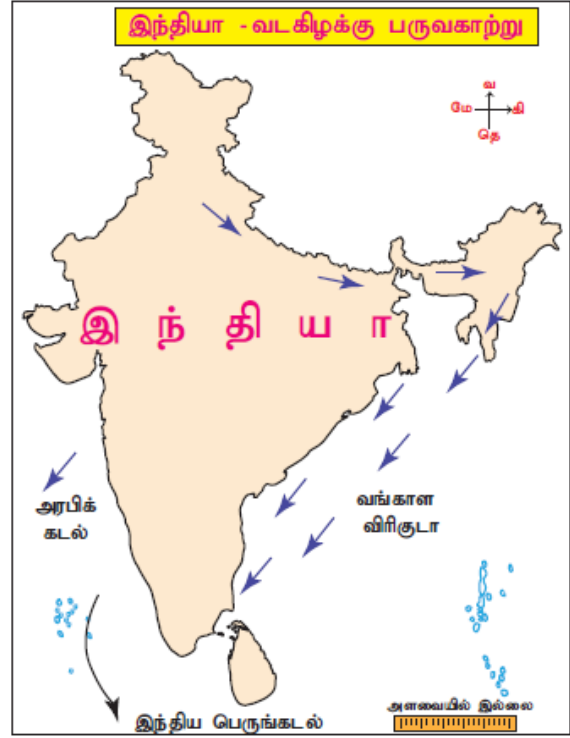 இந்தியா - வடகிழக்கு பருவகாற்று
வ
மே
கி
தெ
இ ந் தி யா
அரபிக்
கடல்
வங்காள
விரிகுடா
இந்திய பெருங்கடல்
அளவையில் இல்லை